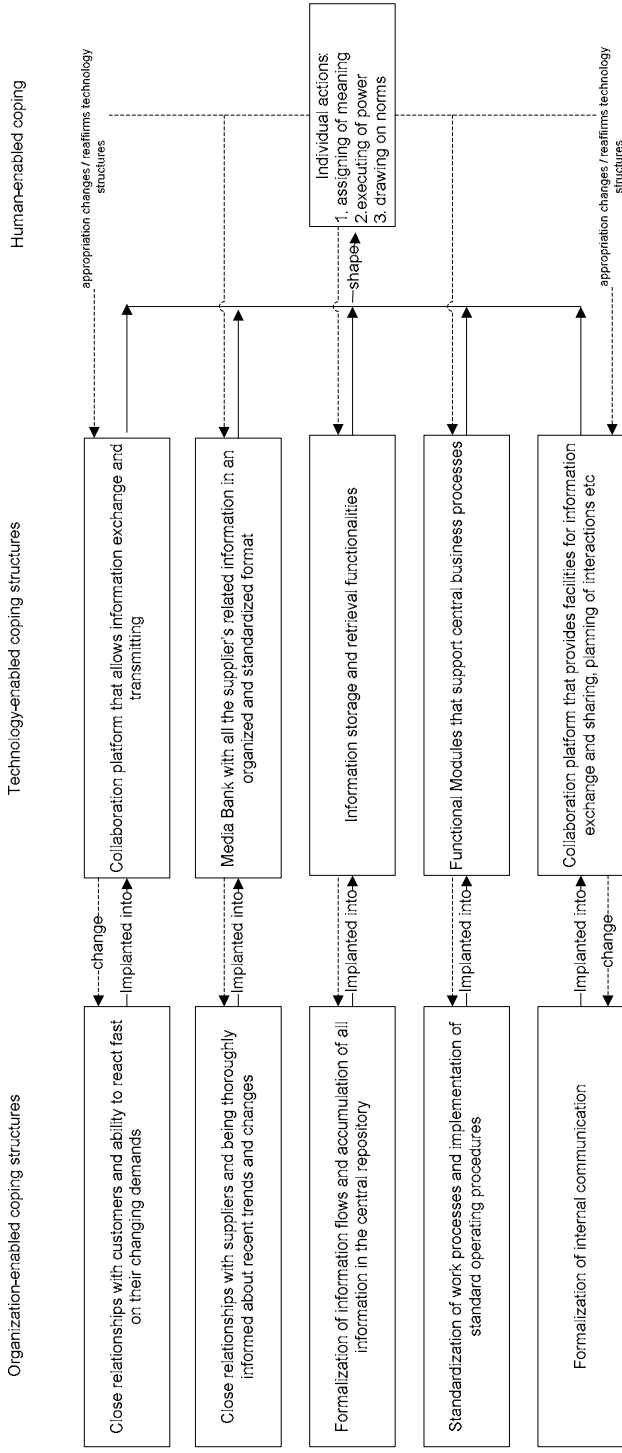 Organization-enabled coping structures
Technology-enabled coping structures
Human-enabled coping
Close relationships with customers and ability to react fast
on their changing demands
change
Implanted into
Collaboration platform that allows information exchange and
transmitting
appropriation changes / reaffirms technology
structures
Close relationships with suppliers and being thoroughly
informed about recent trends and changes
Implanted into
Media Bank with all the supplier's related information in an
organized and standardized format
Formalization of information flows and accumulation of all
information in the central repository
Implanted into
Information storage and retrieval functionalities
shape
Individual actions:
1. assigning of meaning
2. executing of power
3. drawing on norms
Standardization of work processes and implementation of
standard operating procedures
Implanted into
Functional Modules that support central business processes
Formalization of internal communication
Implanted into
change
Collaboration platform that provides facilities for information
exchange and sharing, planning of interactions etc
appropriation changes / reaffirms technology
structures